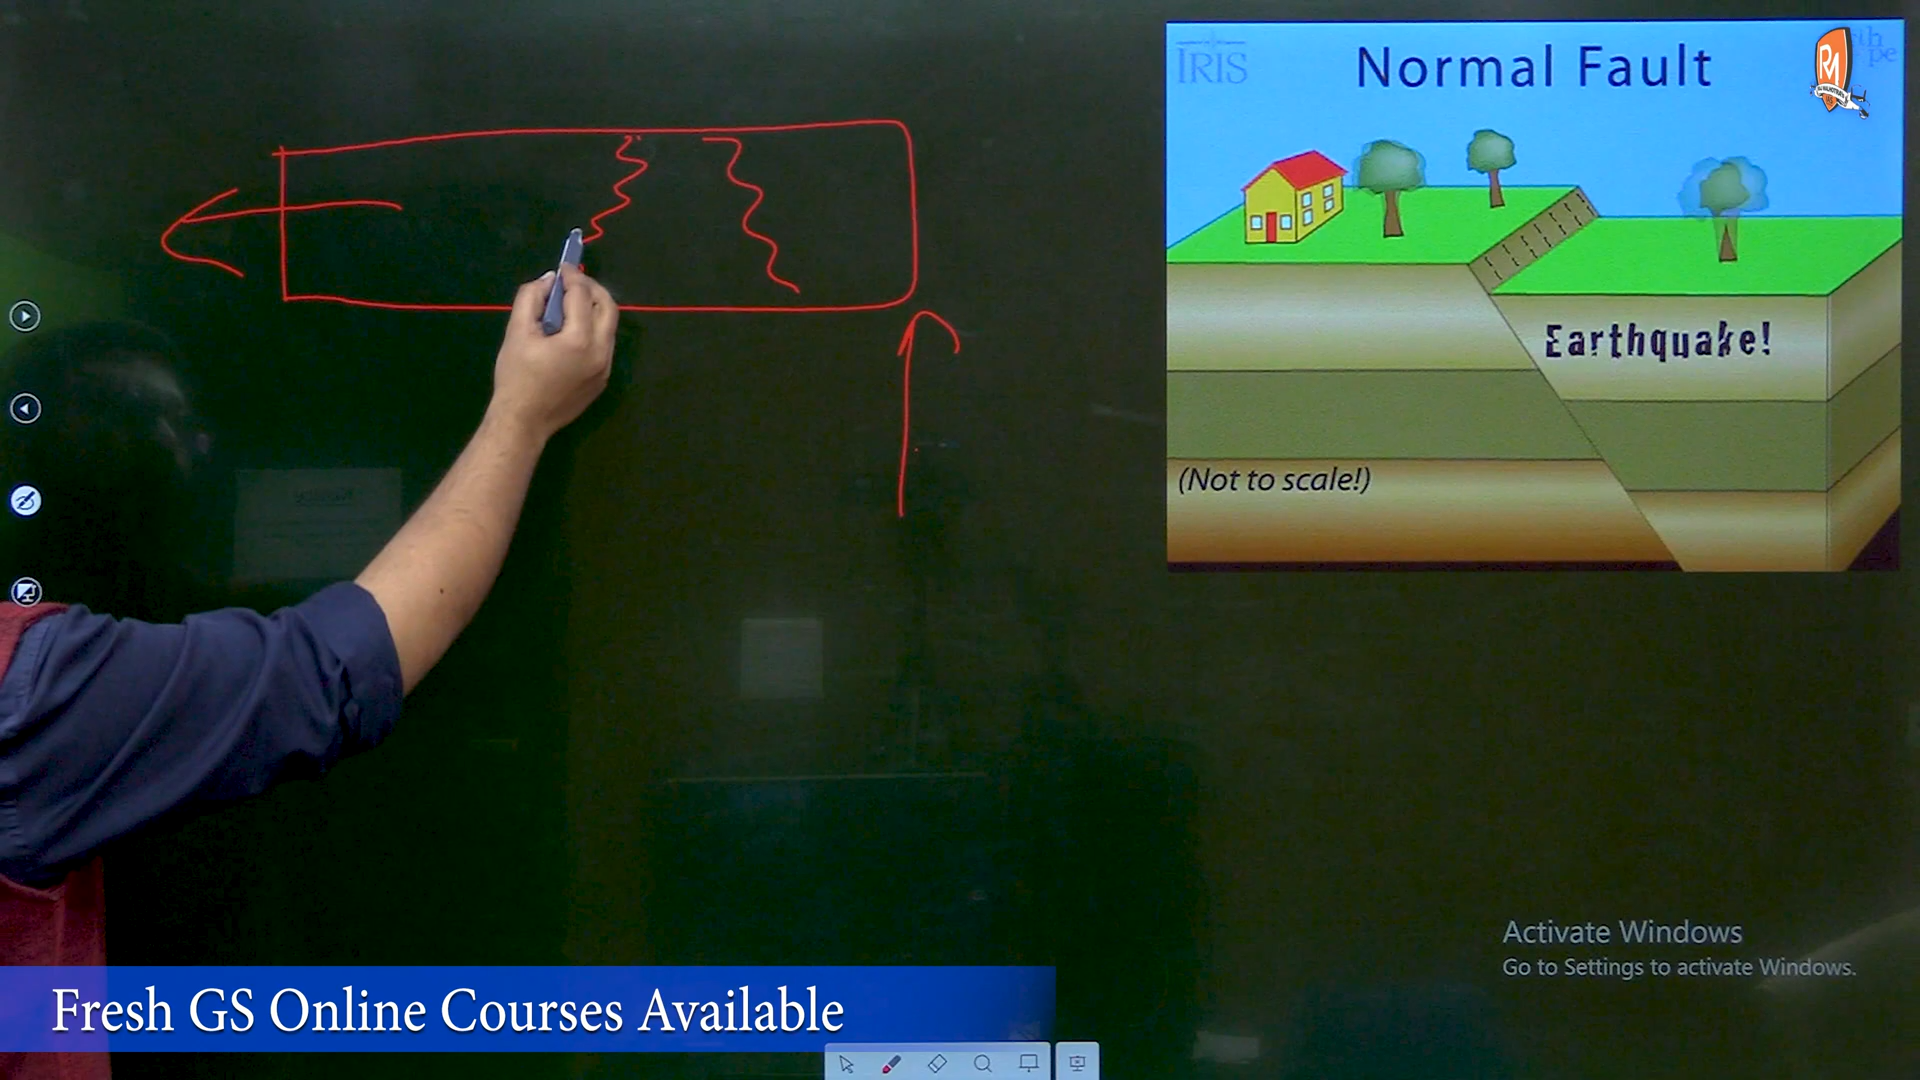 IRIS
Normal Fault
Earthquake!
(Not to scale!)
Activate Windows
Go to Settings to activate Windows.
Fresh GS Online Courses Available